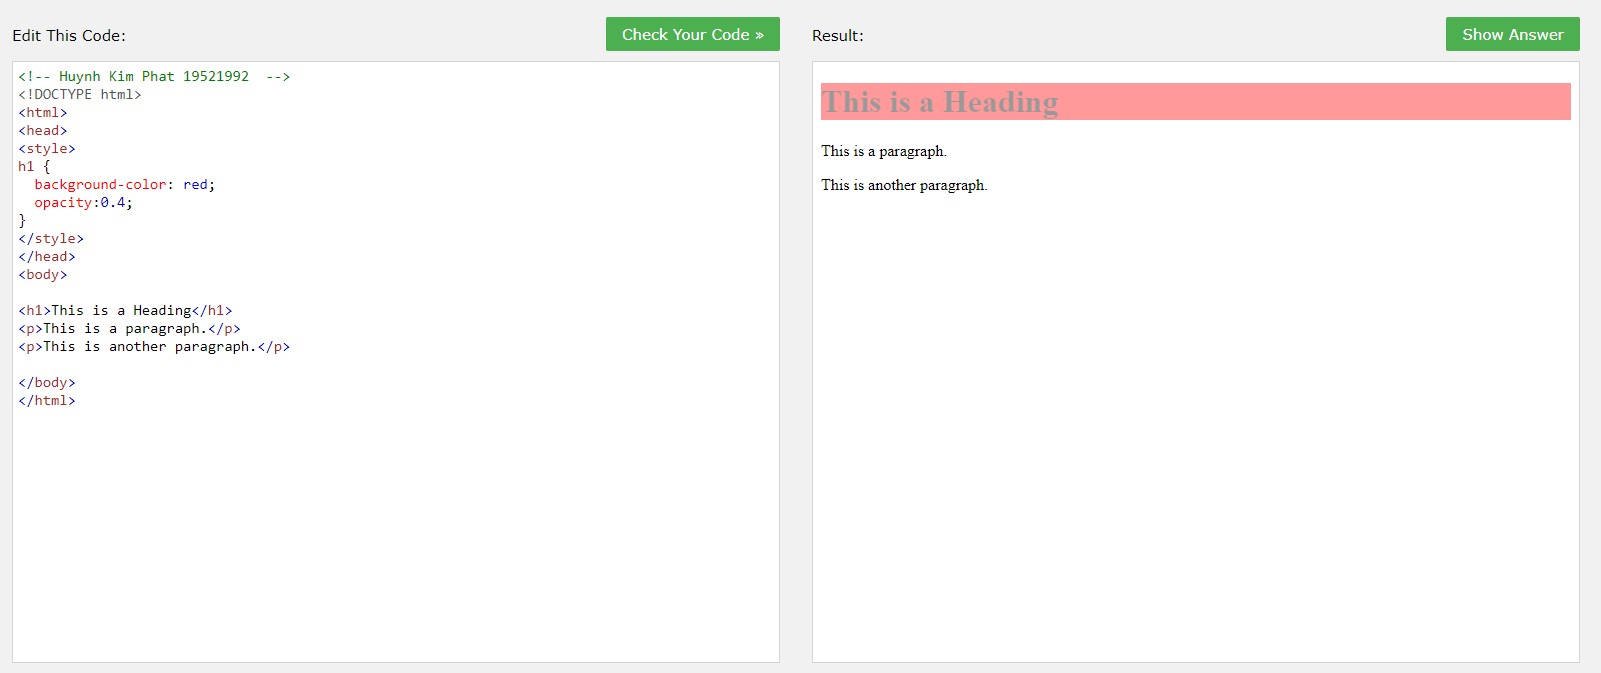 Edit This Code:
Check Your Code »
<!-- Huynh Kim Phat 19521992  -->
<!DOCTYPE html>
<html>
<head>
<style>
h1 {
  background-color: red;
  opacity:0.4;
}
</style>
</head>
<body>

<h1>This is a Heading</h1>
<p>This is a paragraph.</p>
<p>This is another paragraph.</p>

</body>
</html>
Result:
Show Answer
This is a Heading
This is a paragraph.
This is another paragraph.